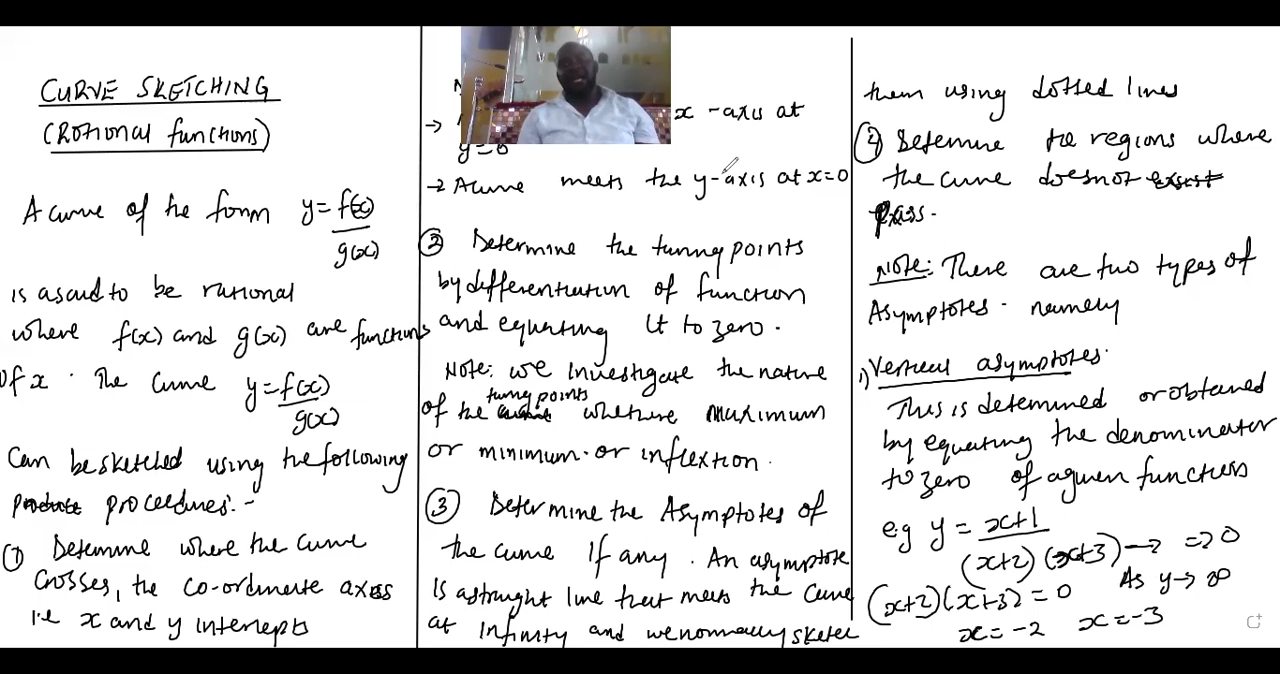 CURVE SKETCHING
(Rational functions)
A curve of the form y = f(x)
g(x)
is asaid to be rational
where f(x) and g(x) are functions
of x. The curve y = f(x)
g(x)
Can be sketched using the following
procedures:-
① Determine where the curve
crosses, the co-ordinate axes
i.e x and y intercepts
→ x-axis at
y=0
→ A curve meets the y-axis at x=0
② Determine the turning points
by differentiation of function
and equating it to zero.
Note: we investigate the nature
turning points
of the whether maximum
or minimum or inflextion.
③ Determine the Asymptotes of
the curve If any. An asymptote
is a straight line that meets the curve
at infinity and we normally sketch
them using dotted lines
④ Determine the regions where
the curve does not exist
pass.
Note: There are two types of
Asymptotes. namely
i) Vertical asymptotes.
This is determined or obtained
by equating the denominator
to zero of a given function
e.g y = x+1
(x+2)(x+3) → => 0
(x+2)(x+3) = 0 As y→∞
x=-2 x=-3